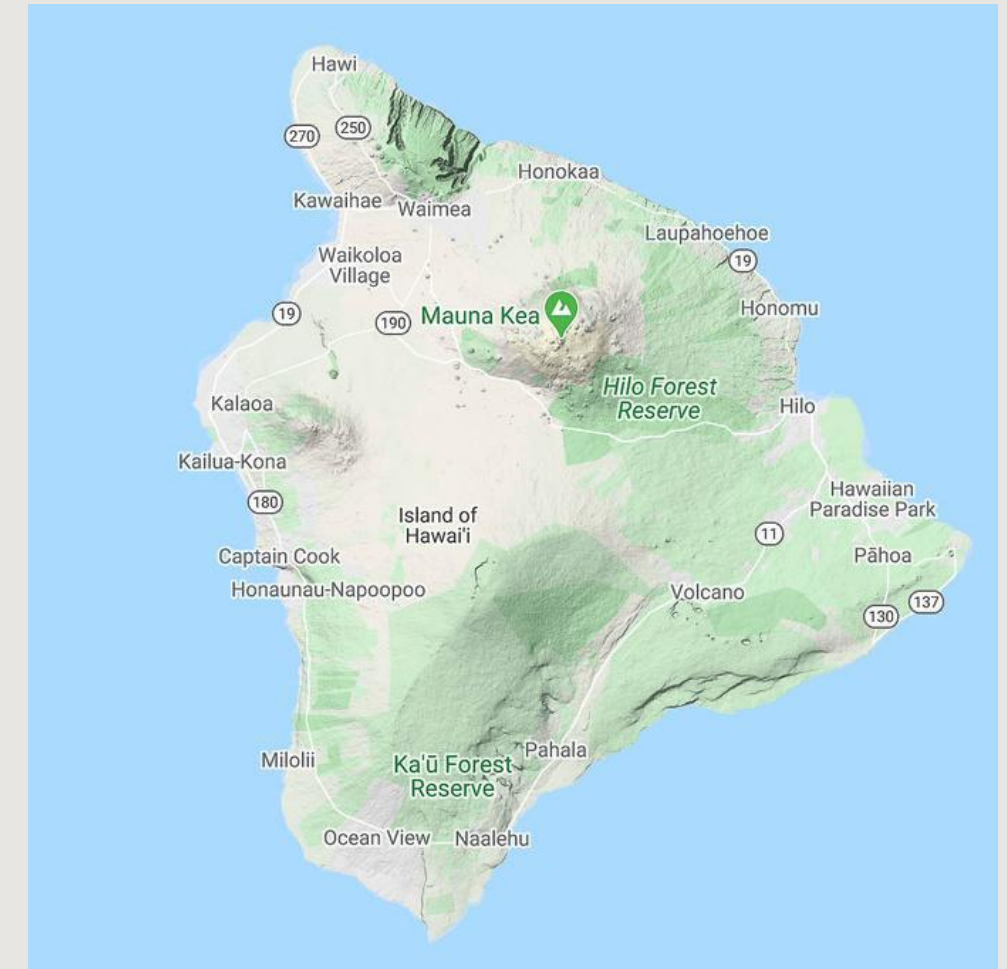 Hawi
250
270
Honokaa
Kawaihae
Waimea
Laupahoehoe
Waikoloa
Village
19
Honomu
19
Mauna Kea
190
Hilo Forest
Reserve
Kalaoa
Hilo
Kailua-Kona
Hawaiian
Paradise Park
180
Island of
Hawai'i
11
Captain Cook
Pāhoa
Honaunau-Napoopoo
Volcano
137
130
Pahala
Milolii
Ka'ū Forest
Reserve
Ocean View
Naalehu